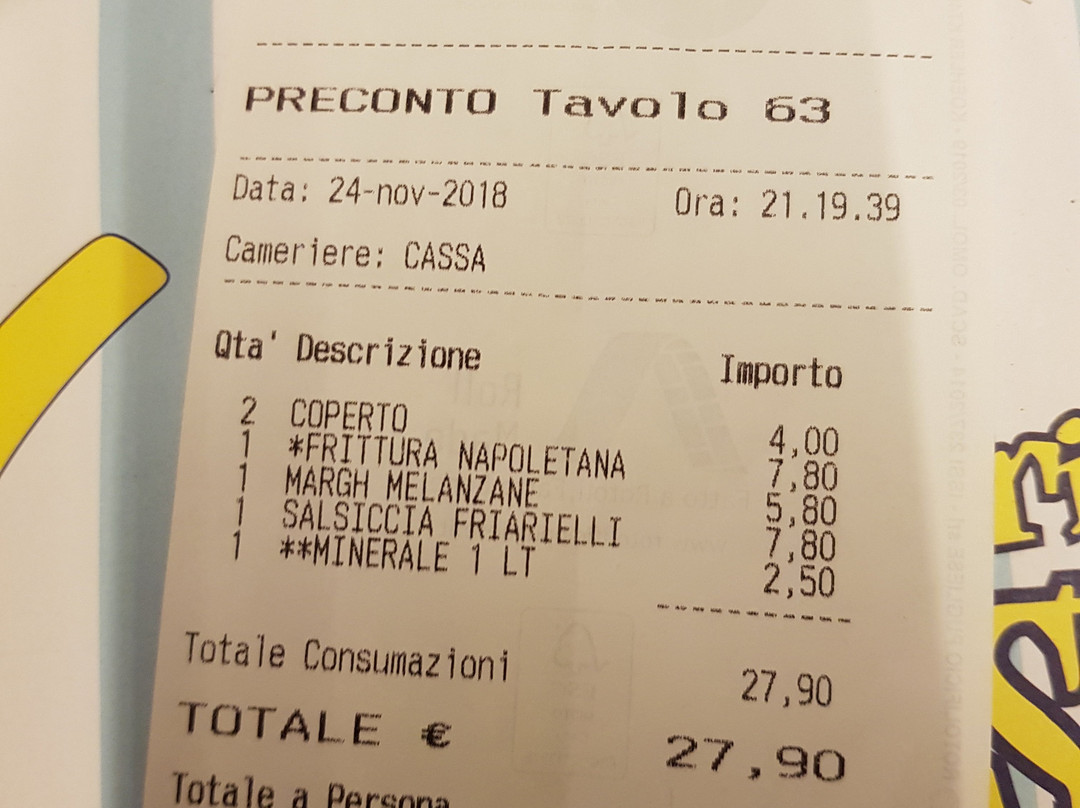 PRECONTO Tavolo 63
Data: 24-nov-2018 Ora: 21.19.39
Cameriere: CASSA
Qta' Descrizione Importo
2 COPERTO 4,00
1 *FRITTURA NAPOLETANA 7,80
1 MARGH MELANZANE 5,80
1 SALSICCIA FRIARIELLI 7,80
1 **MINERALE 1 LT 2,50
Totale Consumazioni 27,90
TOTALE € 27,90
Totale a Persona